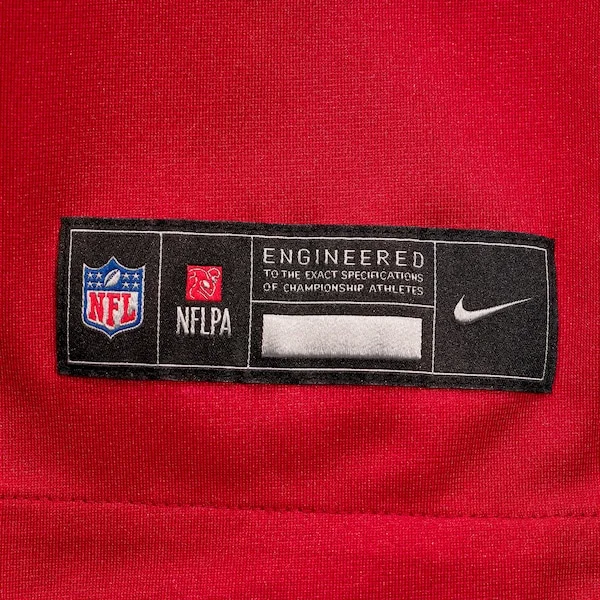 NFL
NFLPA
ENGINEERED
TO THE EXACT SPECIFICATIONS
OF CHAMPIONSHIP ATHLETES